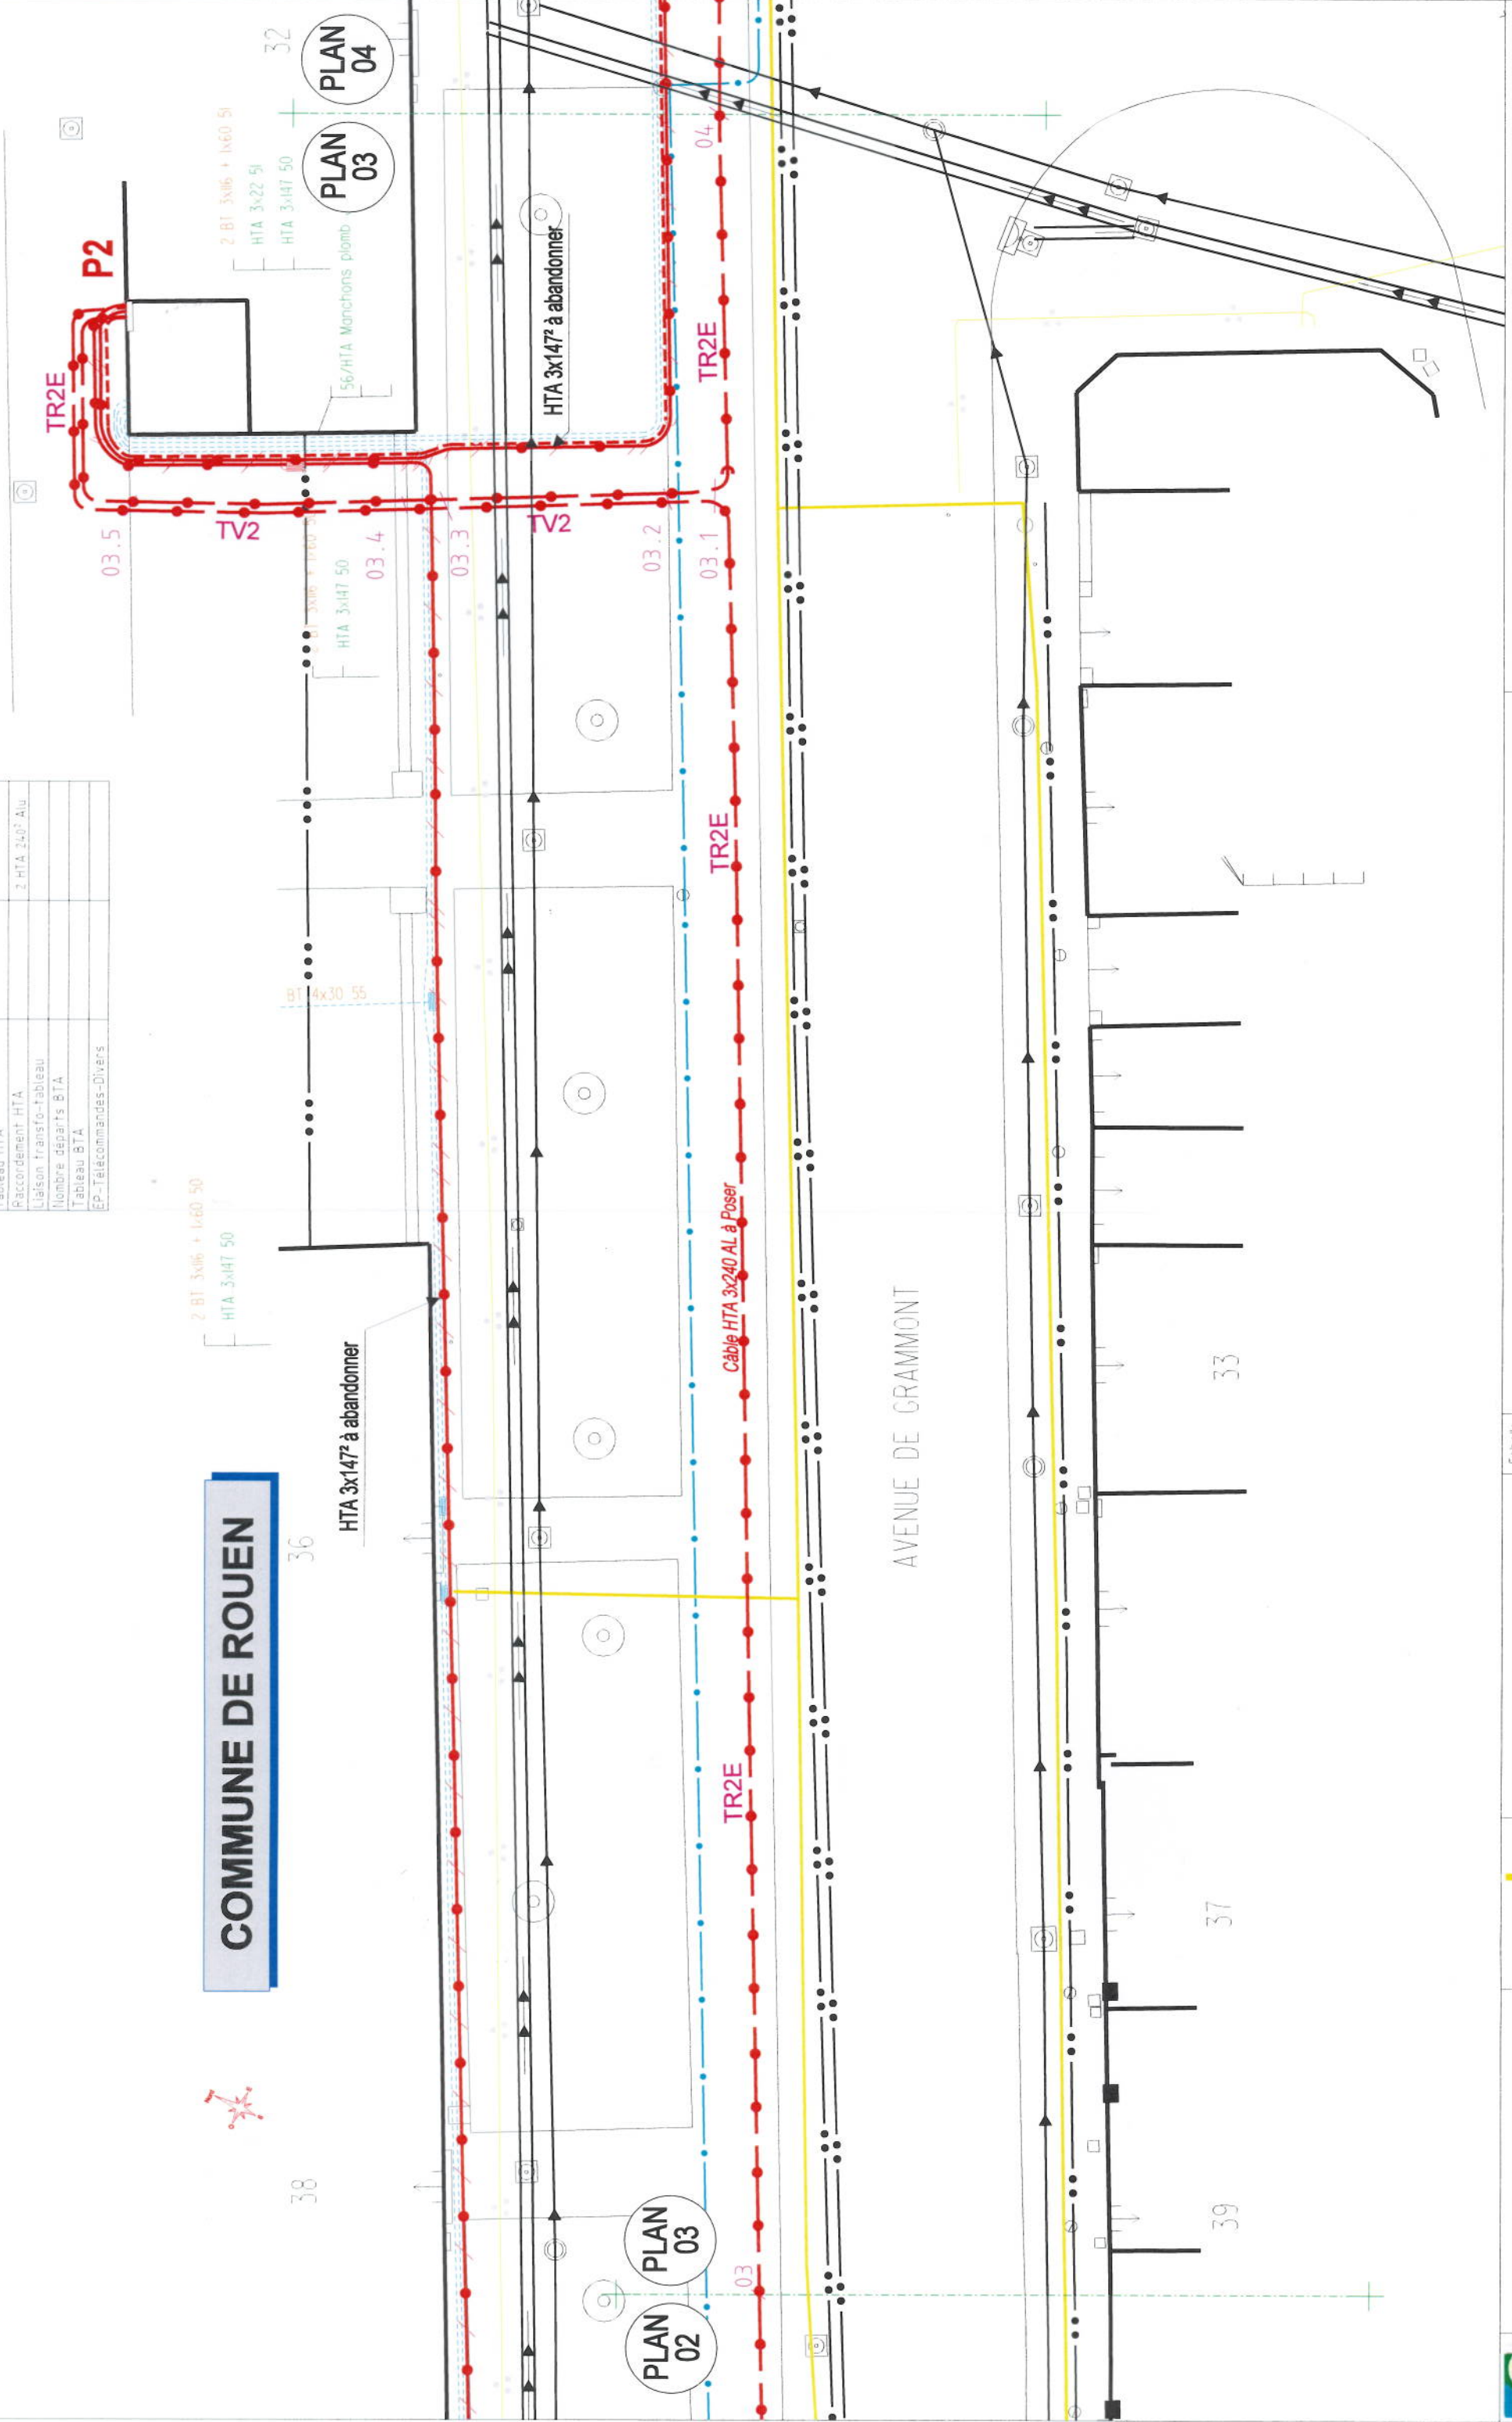 Raccordement HTA
2 HTA 240² Alu
Liaison transfo-tableau
Nombre départs BTA
Tableau BTA
EP-Télécommandes-Divers
COMMUNE DE ROUEN
38
36
32
2 BT 3x116 + 1x60 50
HTA 3x147 50
HTA 3x147² à abandonner
BT 4x30 55
HTA 3x147 50
2 BT 3x116 + 1x60 51
HTA 3x22 51
HTA 3x147 50
56/HTA Manchons plomb
P2
TR2E
TV2
TV2
03.5
03.4
03.3
03.2
03.1
HTA 3x147² à abandonner
PLAN
03
PLAN
04
PLAN
02
PLAN
03
03
TR2E
Câble HTA 3x240 AL à Poser
TR2E
TR2E
04
AVENUE DE GRAMMONT
39
37
33